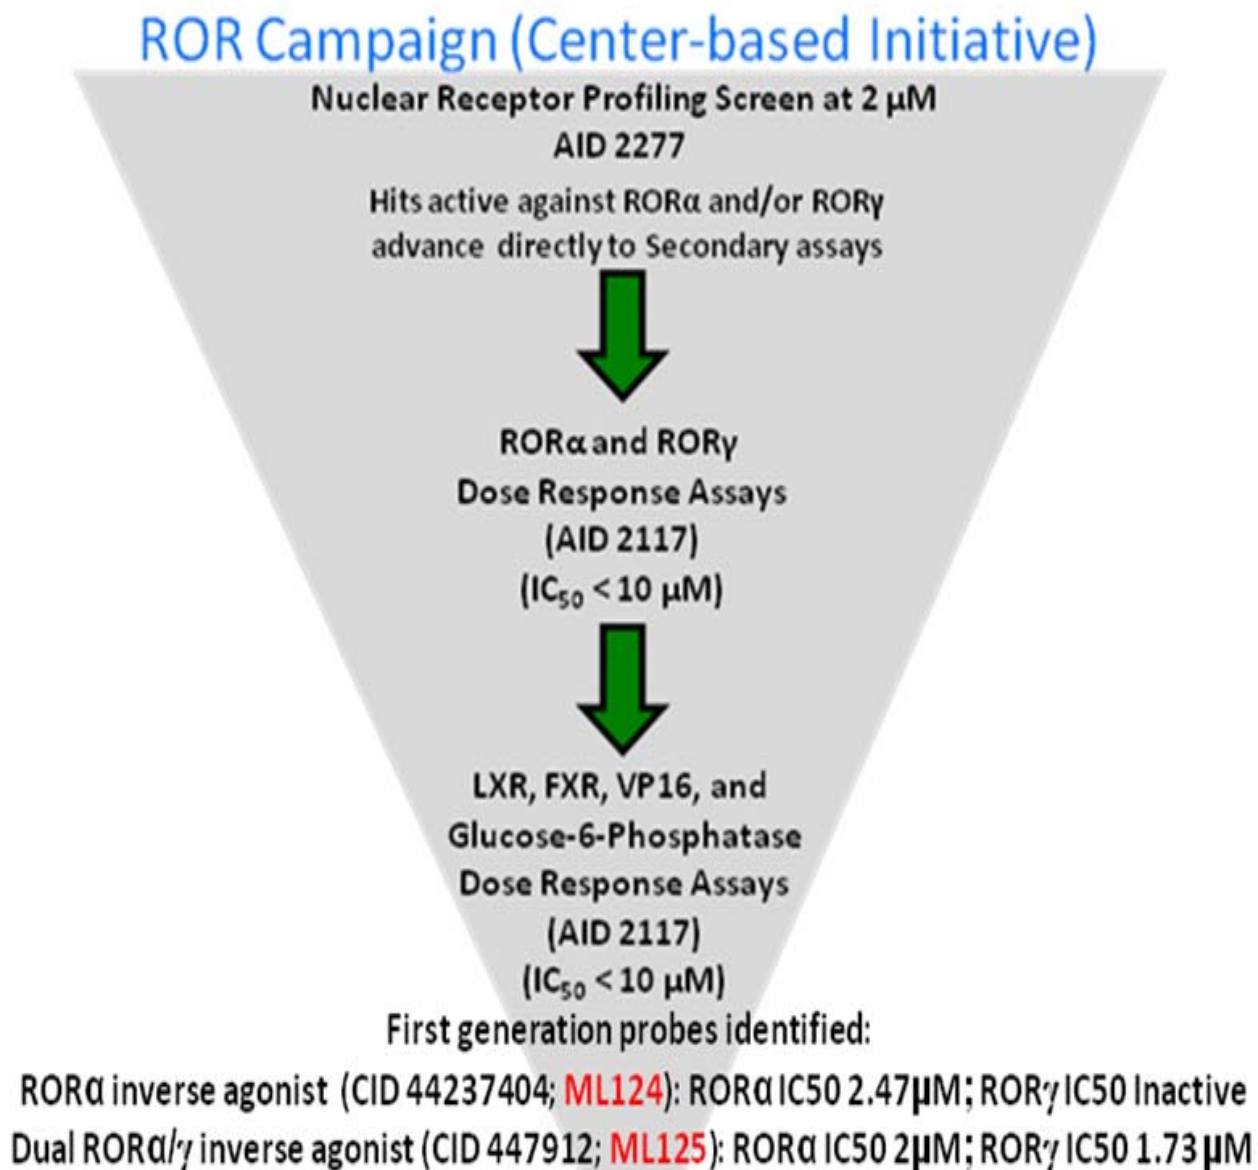 ROR Campaign (Center-based Initiative)
Nuclear Receptor Profiling Screen at 2 µM
AID 2277
Hits active against RORα and/or RORγ
advance directly to Secondary assays
RORα and RORγ
Dose Response Assays
(AID 2117)
(IC₅₀ < 10 µM)
LXR, FXR, VP16, and
Glucose-6-Phosphatase
Dose Response Assays
(AID 2117)
(IC₅₀ < 10 µM)
First generation probes identified:
RORα inverse agonist (CID 44237404; ML124): RORα IC50 2.47µM; RORγ IC50 Inactive
Dual RORα/γ inverse agonist (CID 447912; ML125): RORα IC50 2µM; RORγ IC50 1.73 µM